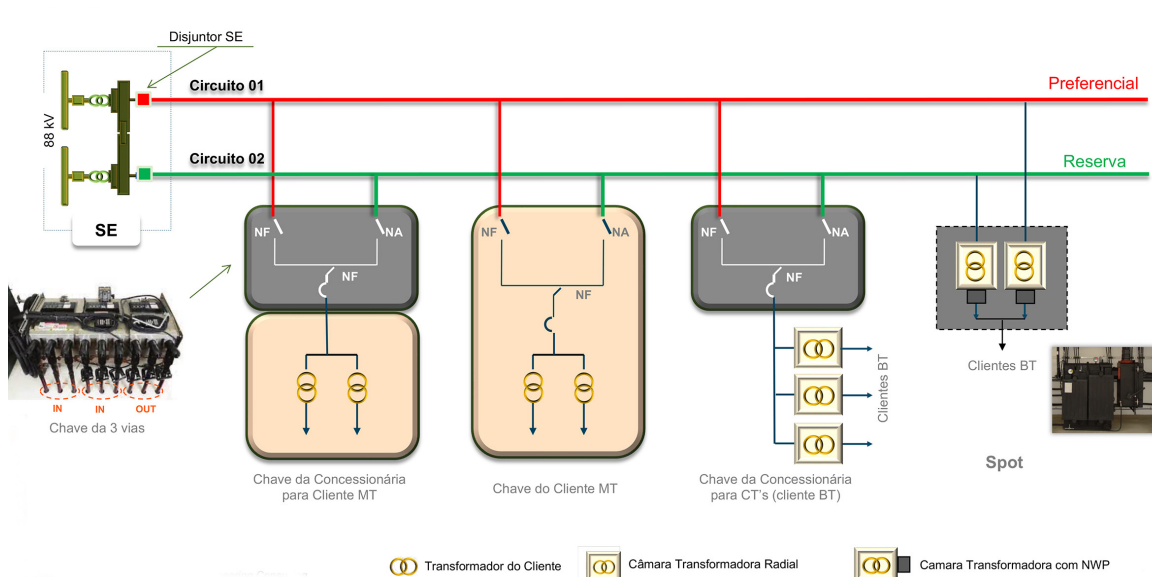 Disjuntor SE
Circuito 01
Preferencial
88 kV
Circuito 02
Reserva
SE
NF
NA
NF
NF
NA
NF
NF
NA
NF
IN
IN
OUT
Chave da 3 vias
Clientes BT
Clientes BT
Spot
Chave da Concessionária
para Cliente MT
Chave do Cliente MT
Chave da Concessionária
para CT's (cliente BT)
Transformador do Cliente
Câmara Transformadora Radial
Camara Transformadora com NWP